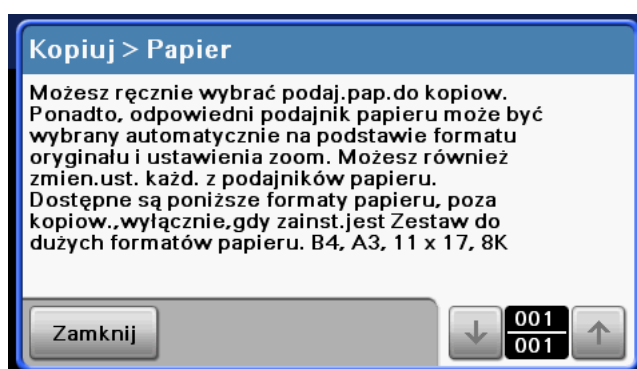 Kopiuj > Papier
Możesz ręcznie wybrać podaj.pap.do kopiow.
Ponadto, odpowiedni podajnik papieru może być
wybrany automatycznie na podstawie formatu
oryginału i ustawienia zoom. Możesz również
zmien.ust. każd. z podajników papieru.
Dostępne są poniższe formaty papieru, poza
kopiow.,wyłącznie,gdy zainst.jest Zestaw do
dużych formatów papieru. B4, A3, 11 x 17, 8K
Zamknij
001
001